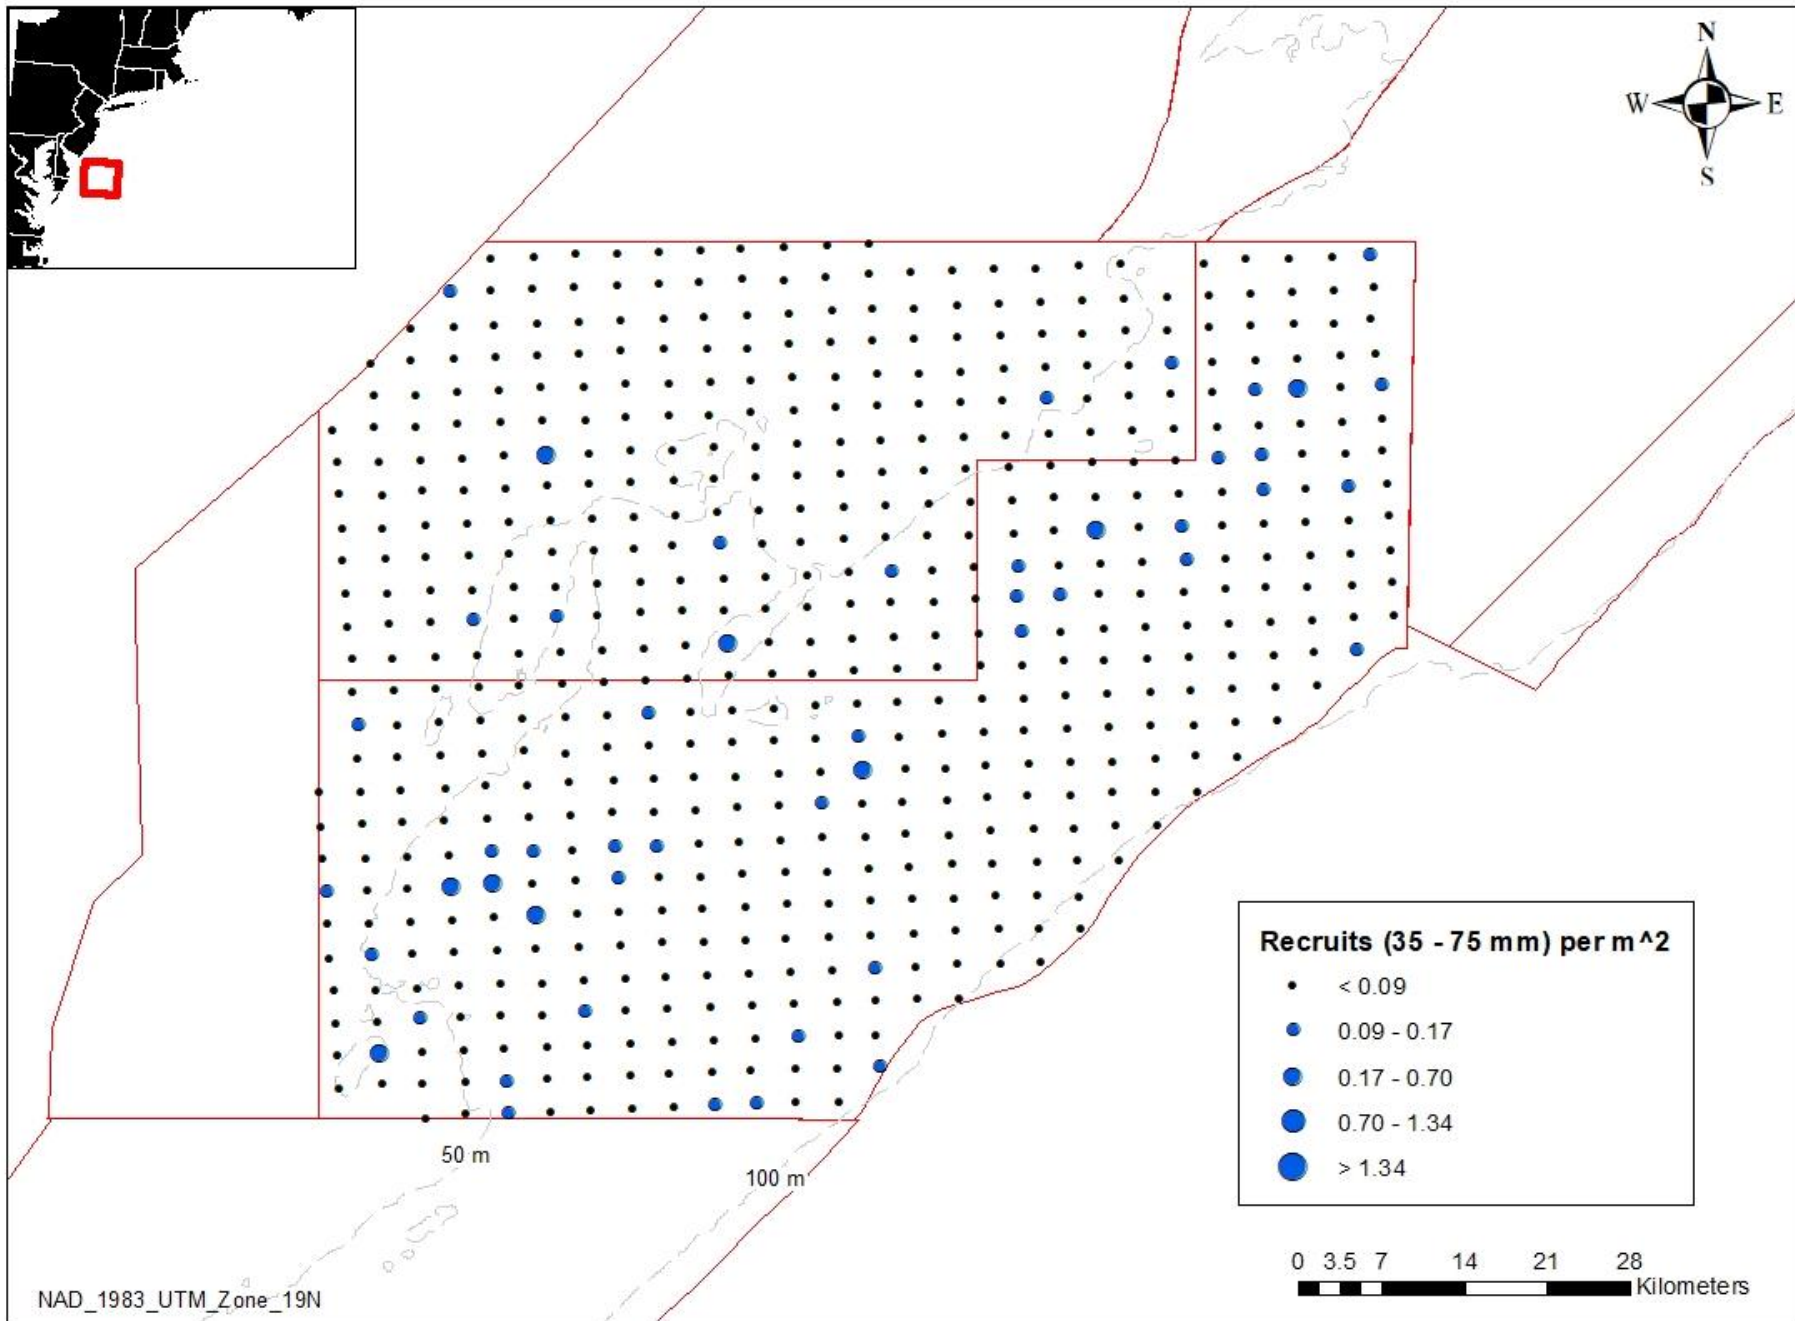 N
W E
S
Recruits (35 - 75 mm) per m^2
< 0.09
0.09 - 0.17
0.17 - 0.70
0.70 - 1.34
> 1.34
50 m
100 m
0 3.5 7 14 21 28
Kilometers
NAD_1983_UTM_Zone_19N